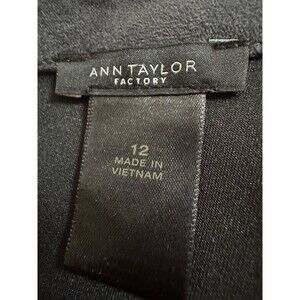 ANN TAYLOR
FACTORY
12
MADE IN
VIETNAM